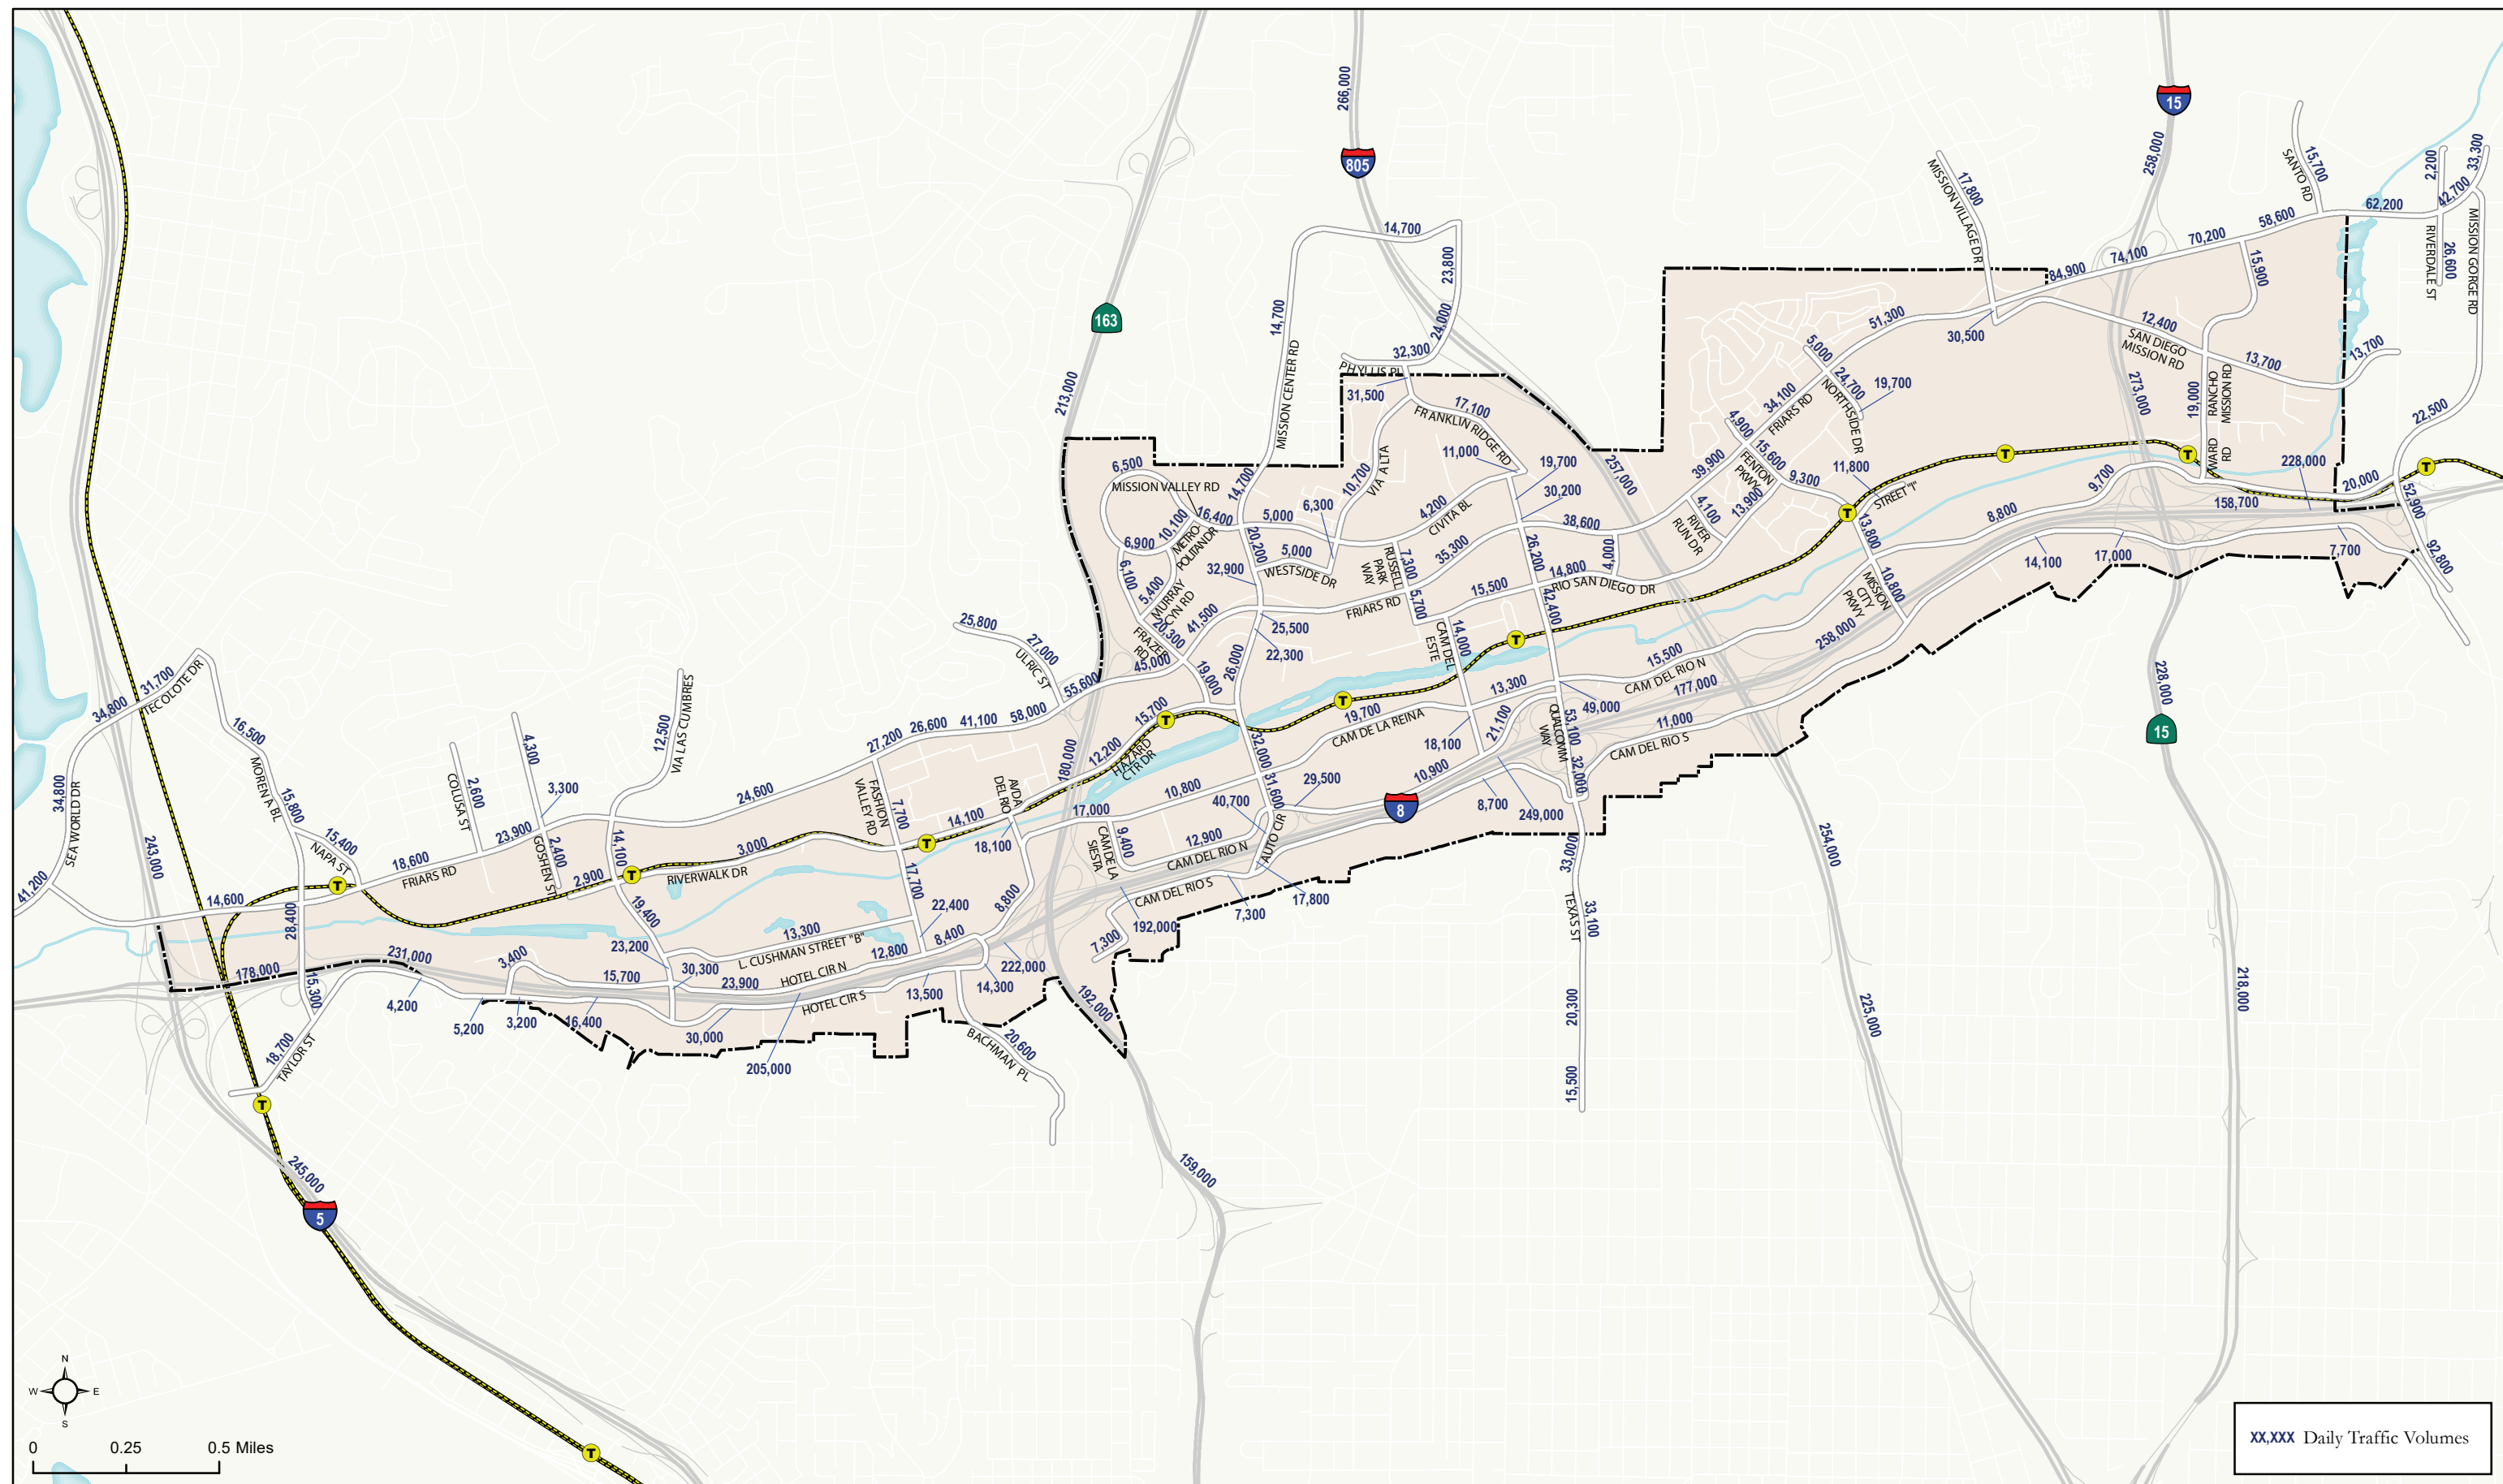 266,000
805
15
258,000
SANTO RD
15,700
2,200
33,300
42,700
62,200
58,600
70,200
74,100
84,900
RIVERDALE ST
26,600
MISSION GORGE RD
MISSION VILLAGE DR
17,800
15,900
14,700
23,800
24,000
14,700
MISSION CENTER RD
163
213,000
32,300
PHYLLIS PL
31,500
17,100
FRANKLIN RIDGE RD
11,000
19,700
30,200
257,000
51,300
30,500
12,400
SAN DIEGO
MISSION RD
13,700
13,700
273,000
19,000
RANCHO
MISSION RD
WARD
RD
22,500
5,000
24,700
19,700
NORTHSIDE DR
34,100
FRIARS RD
4,900
15,600
FENTON
PKWY
39,900
9,300
11,800
STREET "I"
13,900
4,100
RIVER
RUN DR
13,800
9,700
228,000
158,700
20,000
52,900
92,800
8,800
14,100
17,000
7,700
10,800
MISSION
CITY
PKWY
258,000
6,500
MISSION VALLEY RD
14,700
10,100
16,400
METRO-
POLITAN DR
6,900
6,100
5,400
MURRAY
CYN RD
20,300
FRAZEE
RD
41,500
45,000
19,000
5,000
6,300
10,700
VIA ALTA
20,200
5,000
WESTSIDE DR
32,900
4,200
CIVITA BL
7,300
RUSSELL
PARK
WAY
35,300
38,600
26,200
4,000
14,800
RIO SAN DIEGO DR
15,500
5,700
FRIARS RD
25,500
22,300
26,000
14,000
CAM DEL
ESTE
42,400
15,500
CAM DEL RIO N
177,000
13,300
49,000
11,000
CAM DEL RIO S
53,100
QUALCOMM
WAY
21,100
18,100
19,700
CAM DE LA REINA
32,000
32,000
31,600
29,500
10,900
8
8,700
249,000
33,000
TEXAS ST
33,100
20,300
15,500
25,800
27,000
ULRIC ST
55,600
58,000
41,100
26,600
27,200
15,700
12,200
HAZARD
CTR DR
180,000
AVDA
DEL RIO
14,100
18,100
17,000
10,800
40,700
9,400
CAM DE LA
SIESTA
12,900
CAM DEL RIO N
AUTO CIR
CAM DEL RIO S
17,800
7,300
192,000
7,300
FASHION
VALLEY RD
7,700
17,700
22,400
8,800
8,400
222,000
14,300
13,500
12,800
192,000
20,600
BACHMAN PL
34,800
31,700
TECOLOTE DR
34,800
SEA WORLD DR
16,500
MORENA BL
15,800
15,400
NAPA ST
41,200
243,000
14,600
28,400
18,600
FRIARS RD
23,900
COLUSA ST
2,600
4,300
3,300
2,400
GOSHEN ST
12,500
VIA LAS CUMBRES
24,600
14,100
2,900
3,000
RIVERWALK DR
19,400
23,200
13,300
L. CUSHMAN STREET "B"
30,300
23,900
HOTEL CIR N
HOTEL CIR S
15,700
3,400
231,000
178,000
15,300
4,200
5,200
3,200
16,400
30,000
205,000
18,700
TAYLOR ST
245,000
5
159,000
254,000
225,000
228,000
15
218,000
T
T
T
T
T
T
T
T
T
T
T
T
N
W E
S
0 0.25 0.5 Miles
XX,XXX Daily Traffic Volumes